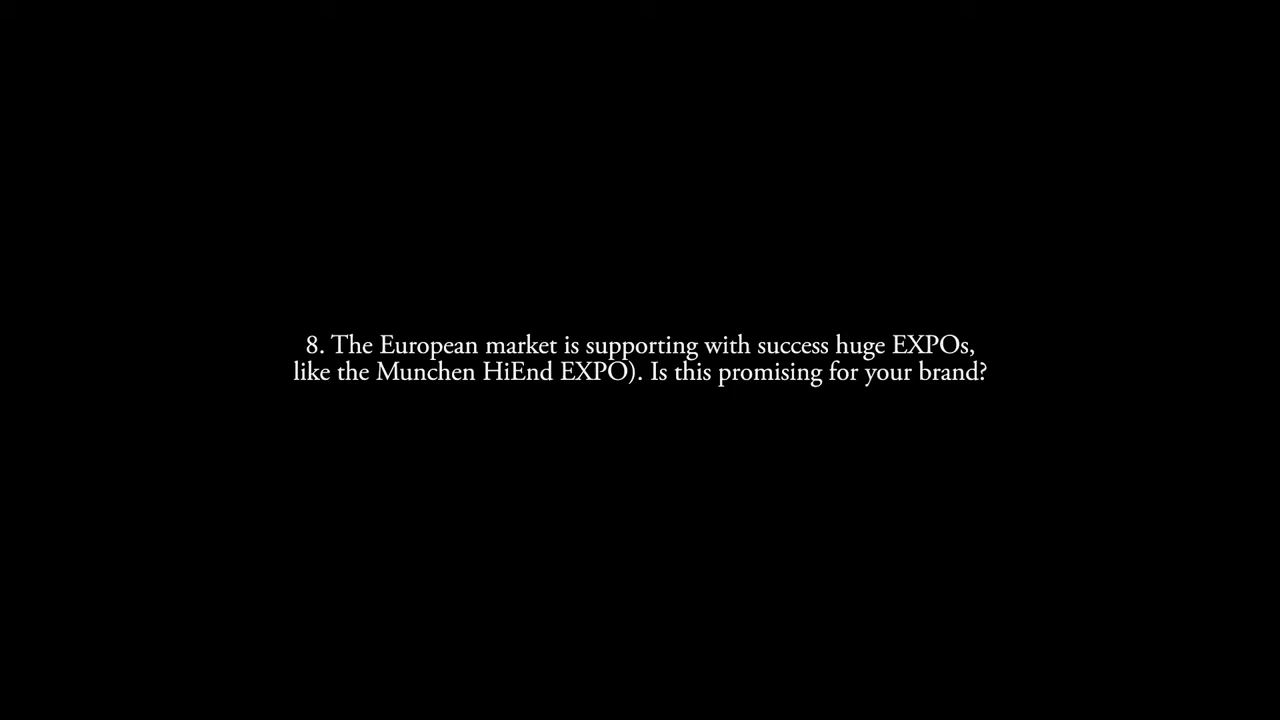 8. The European market is supporting with success huge EXPOs,
like the Munchen HiEnd EXPO). Is this promising for your brand?